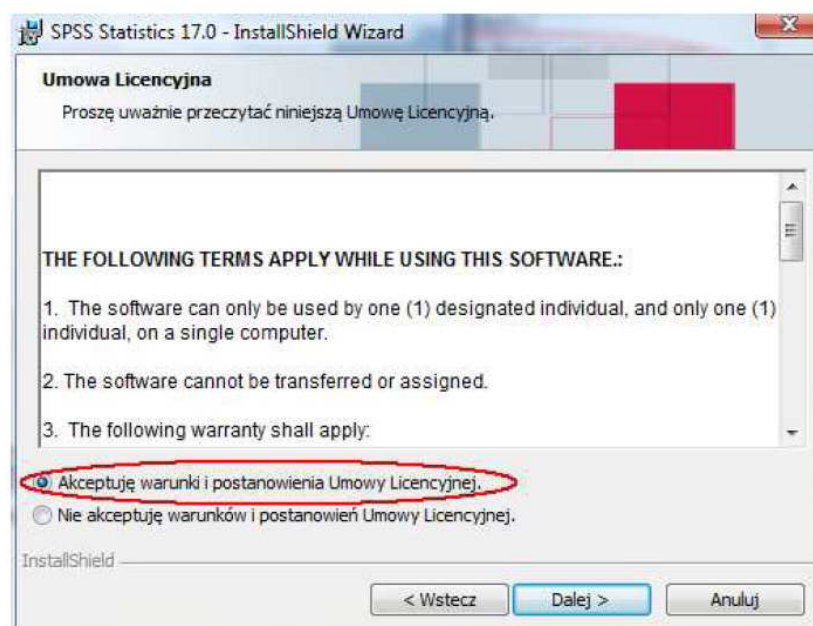 SPSS Statistics 17.0 - InstallShield Wizard
Umowa Licencyjna
Proszę uważnie przeczytać niniejszą Umowę Licencyjną.
THE FOLLOWING TERMS APPLY WHILE USING THIS SOFTWARE.:
1. The software can only be used by one (1) designated individual, and only one (1)
individual, on a single computer.
2. The software cannot be transferred or assigned.
3. The following warranty shall apply:
Akceptuję warunki i postanowienia Umowy Licencyjnej.
Nie akceptuję warunków i postanowień Umowy Licencyjnej.
InstallShield
< Wstecz
Dalej >
Anuluj